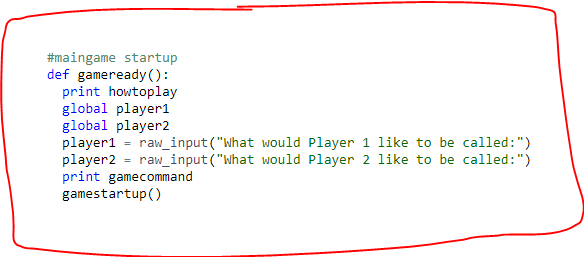 #maingame startup
def gameready():
  print howtoplay
  global player1
  global player2
  player1 = raw_input("What would Player 1 like to be called:")
  player2 = raw_input("What would Player 2 like to be called:")
  print gamecommand
  gamestartup()